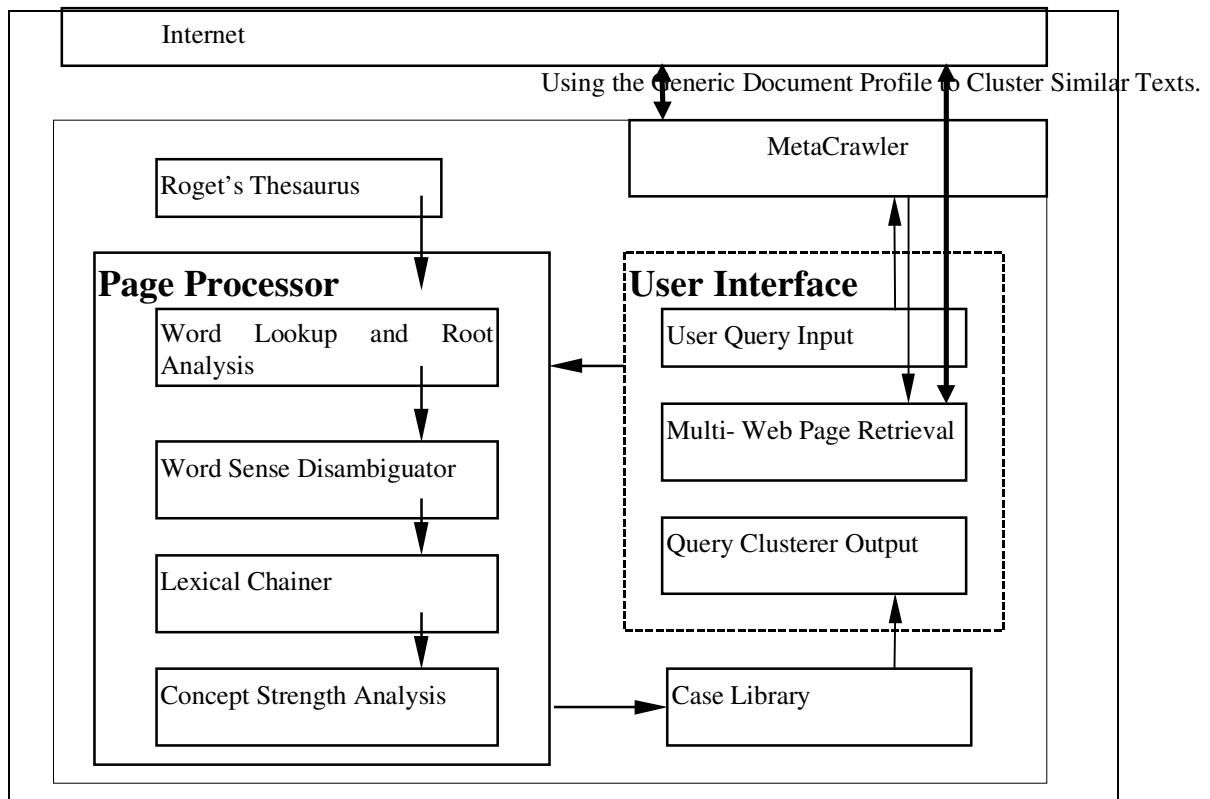 Internet
Using the Generic Document Profile to Cluster Similar Texts.
MetaCrawler
Roget's Thesaurus
Page Processor
User Interface
Word Lookup and Root
Analysis
User Query Input
Multi- Web Page Retrieval
Word Sense Disambiguator
Query Clusterer Output
Lexical Chainer
Concept Strength Analysis
Case Library